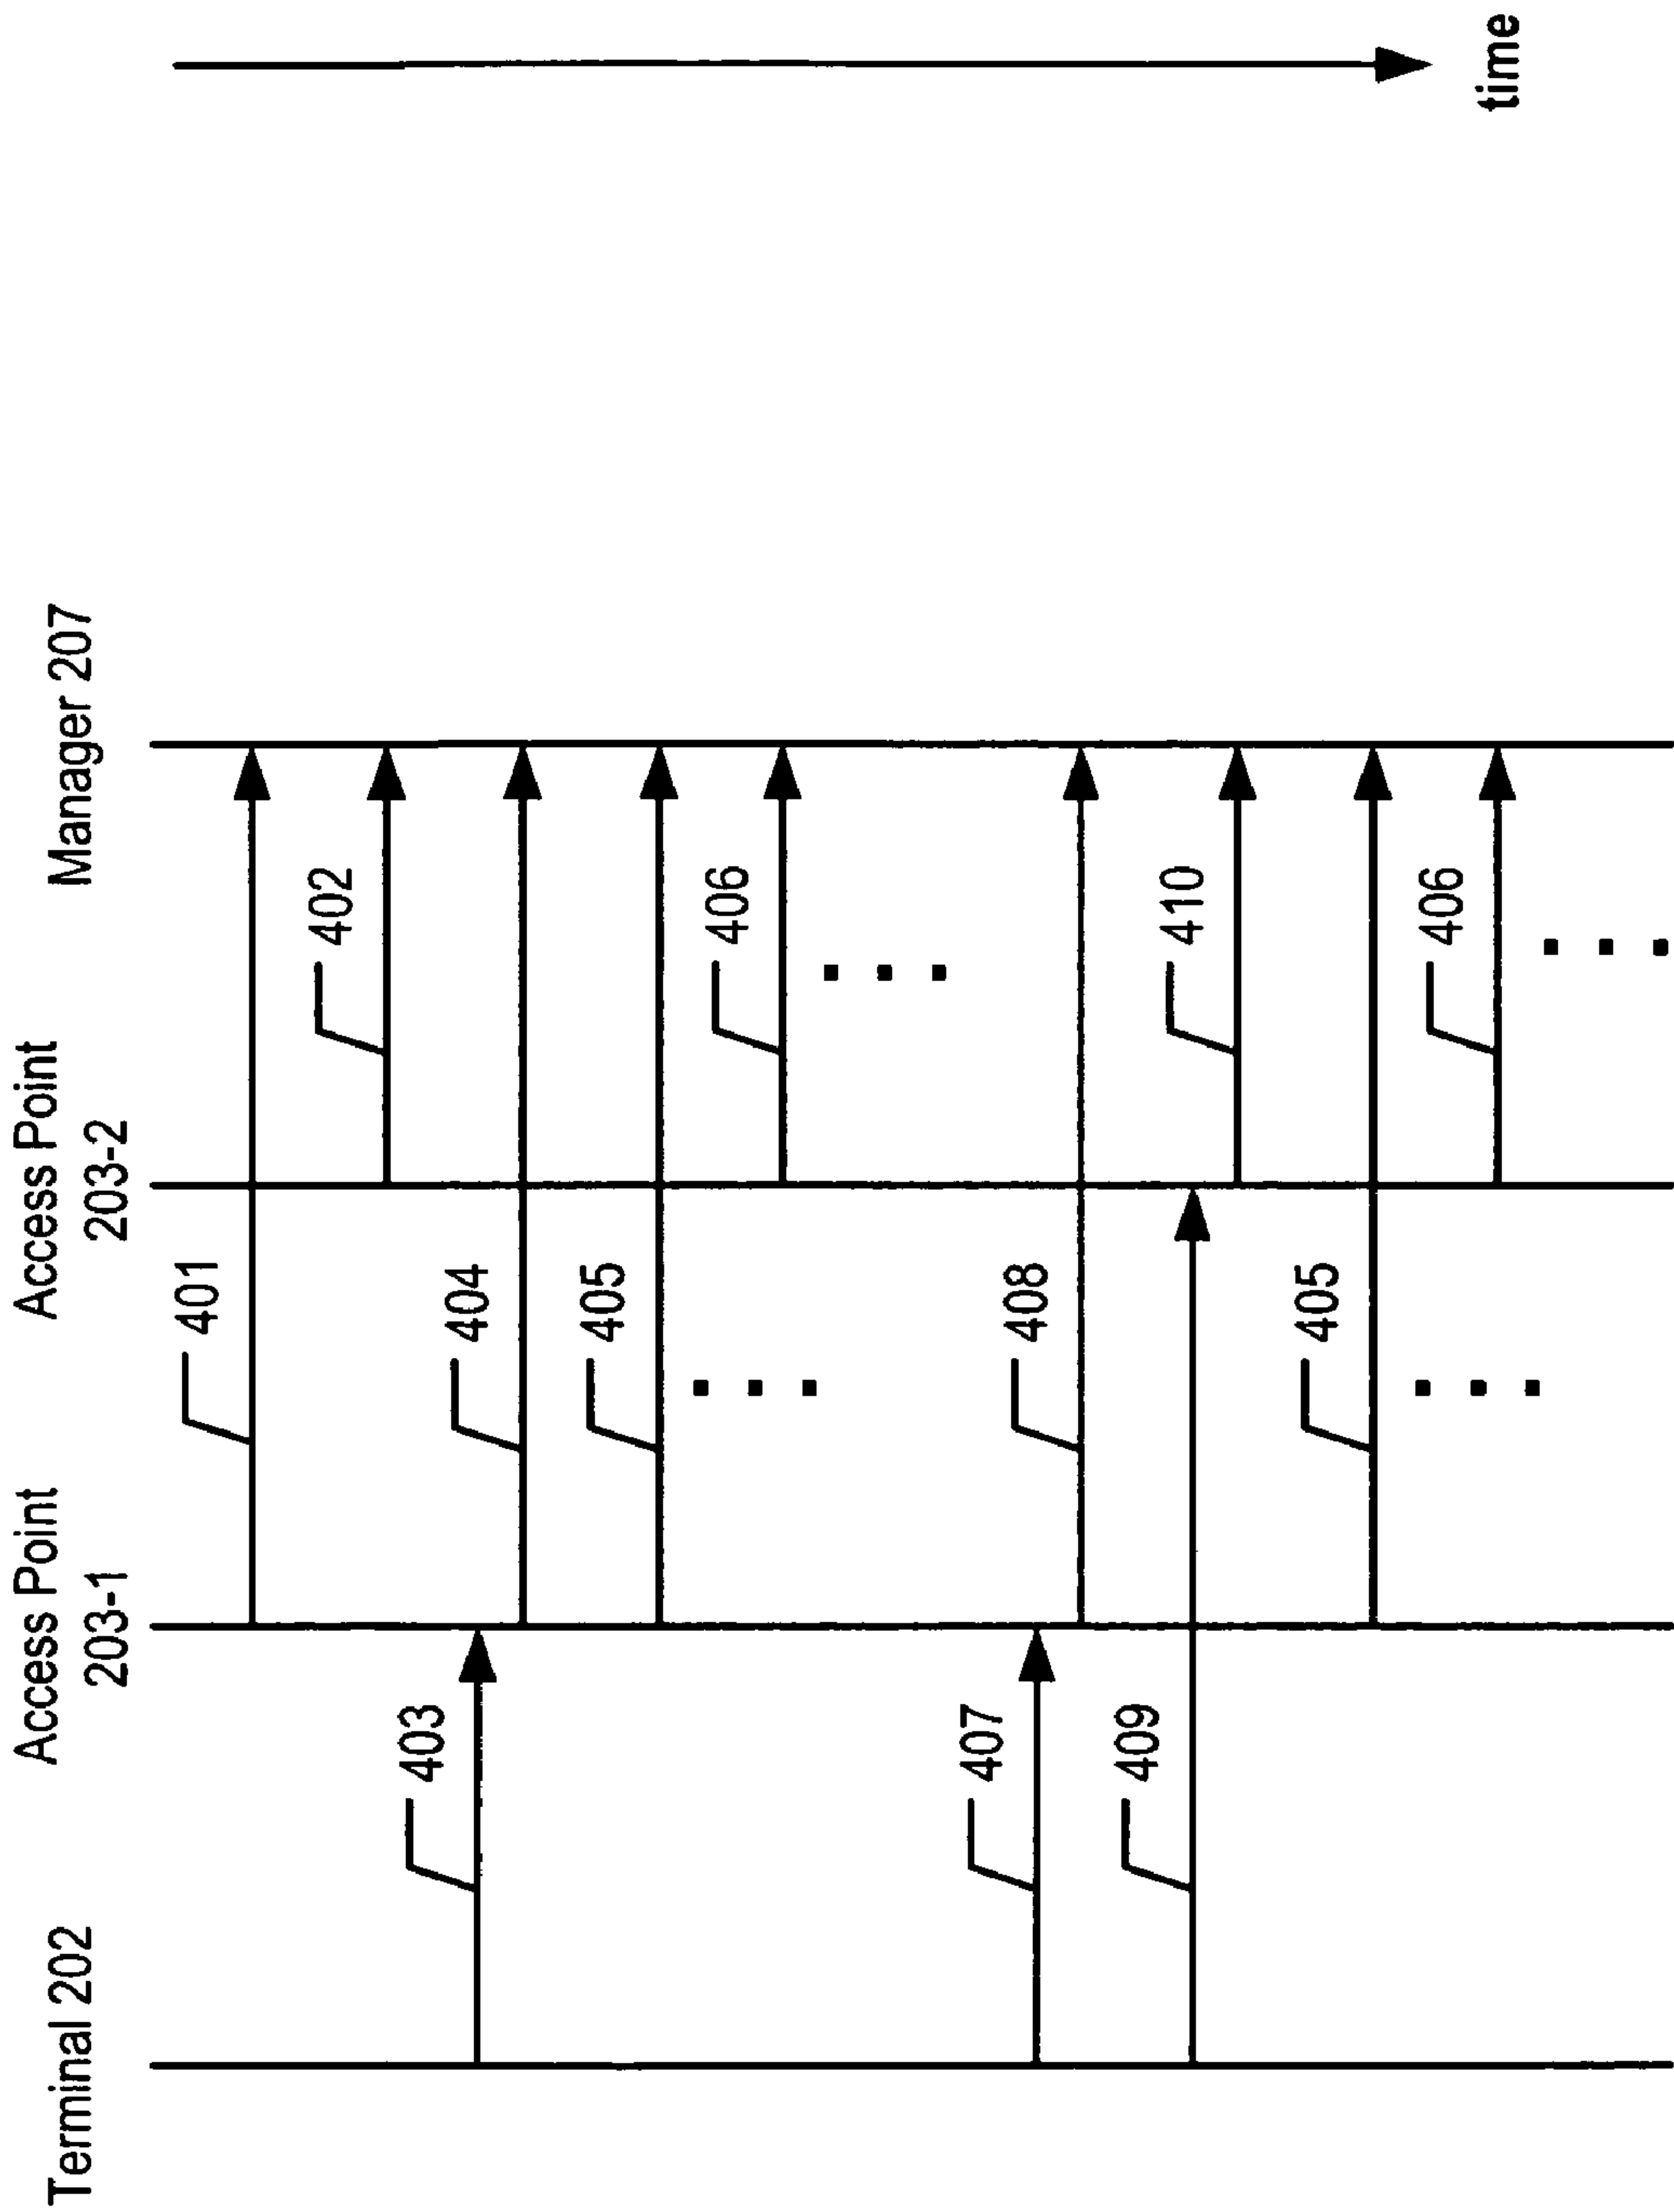 Terminal 202
Access Point
203-1
Access Point
203-2
Manager 207
401
402
403
404
405
406
407
408
409
410
405
406
time